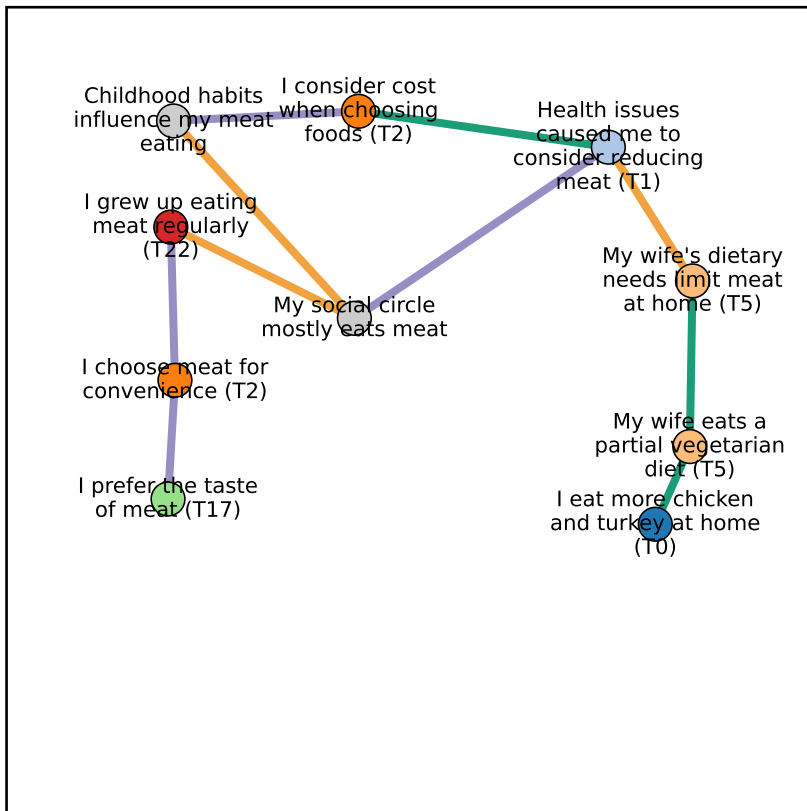 Childhood habits
influence my meat
eating
I consider cost
when choosing
foods (T2)
Health issues
caused me to
consider reducing
meat (T1)
I grew up eating
meat regularly
(T22)
My wife's dietary
needs limit meat
at home (T5)
My social circle
mostly eats meat
I choose meat for
convenience (T2)
My wife eats a
partial vegetarian
diet (T5)
I prefer the taste
of meat (T17)
I eat more chicken
and turkey at home
(T0)